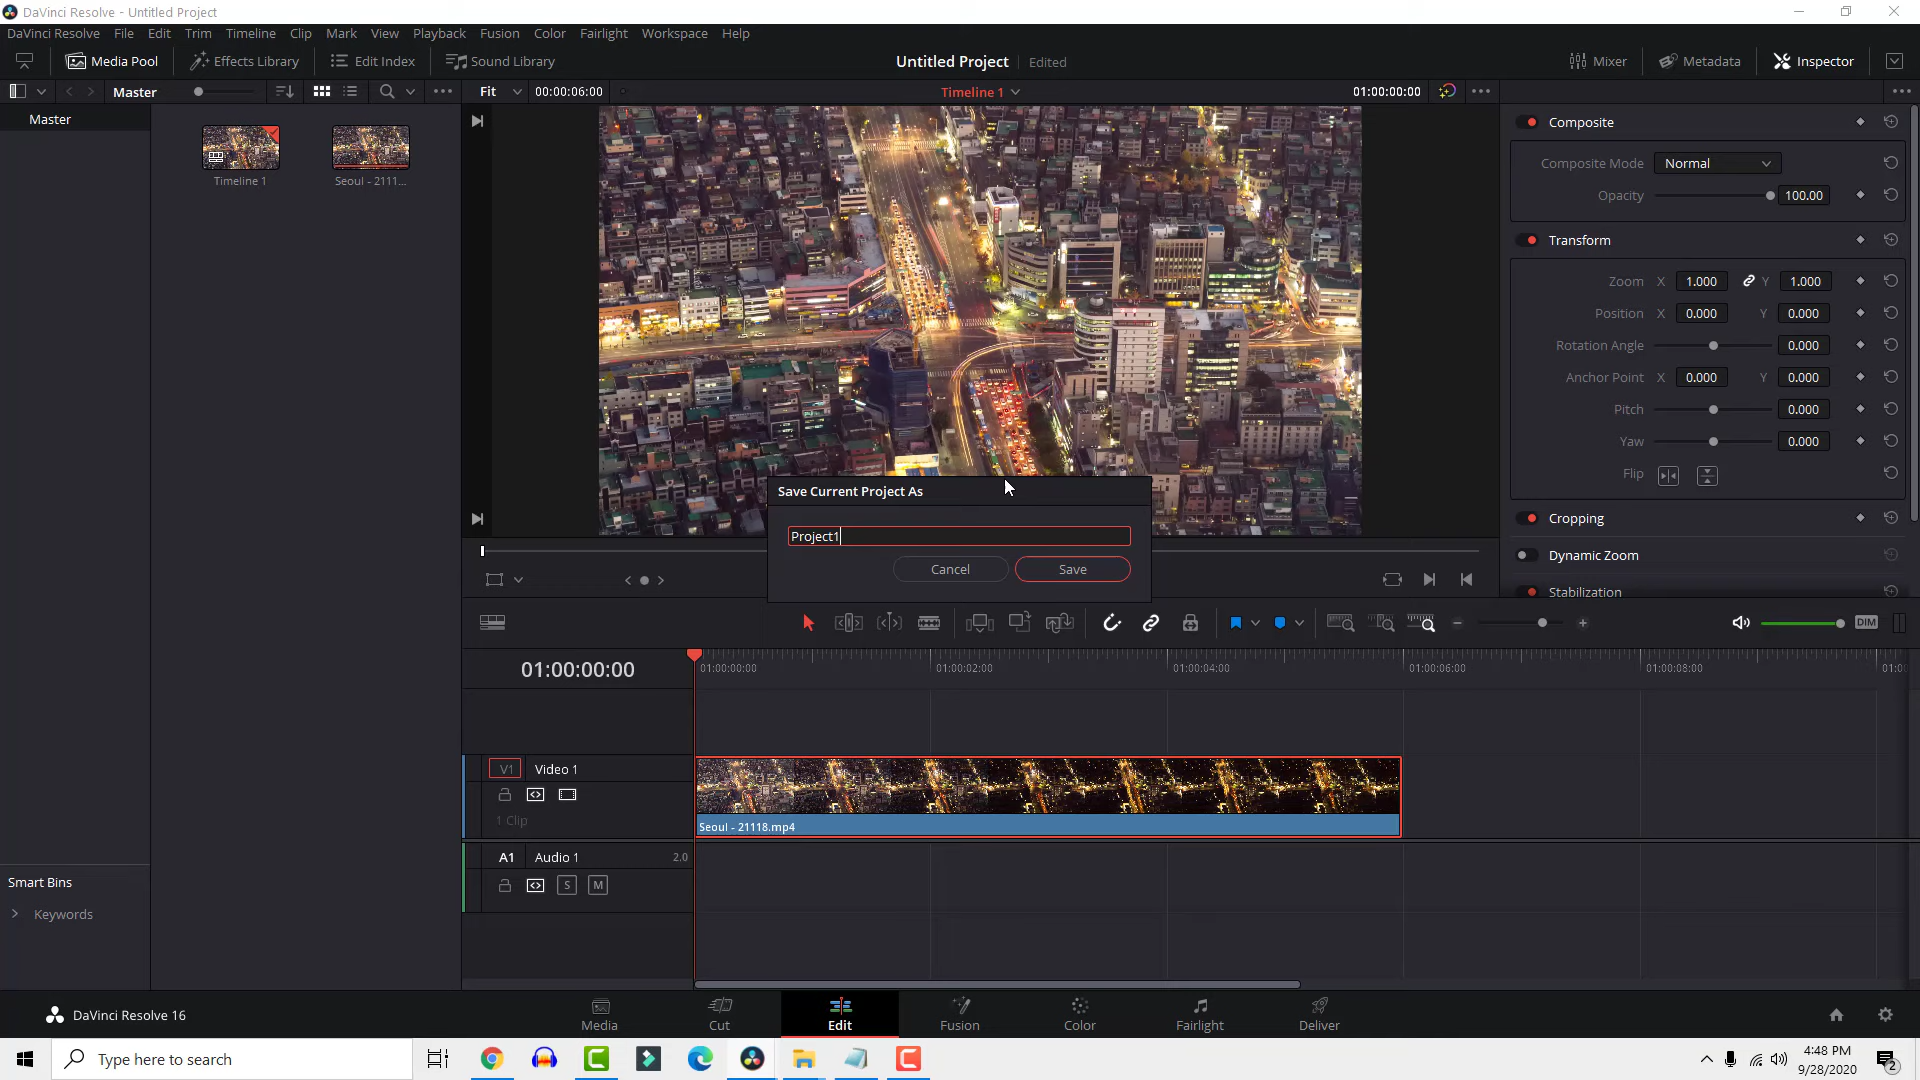 DaVinci Resolve - Untitled Project
DaVinci Resolve File Edit Trim Timeline Clip Mark View Playback Fusion Color Fairlight Workspace Help
Media Pool Effects Library Edit Index Sound Library Untitled Project Edited Mixer Metadata Inspector
Master Fit 00:00:06:00 Timeline 1 01:00:00:00
Master
Timeline 1
Seoul - 2111...
Composite
Composite Mode Normal
Opacity 100.00
Transform
Zoom X 1.000 Y 1.000
Position X 0.000 Y 0.000
Rotation Angle 0.000
Anchor Point X 0.000 Y 0.000
Pitch 0.000
Yaw 0.000
Flip
Cropping
Dynamic Zoom
Stabilization
Save Current Project As
Project1
Cancel Save
DIM
01:00:00:00
01:00:00:00 01:00:02:00 01:00:04:00 01:00:06:00 01:00:08:00 01:0
V1 Video 1
1 Clip
Seoul - 21118.mp4
A1 Audio 1 2.0
S M
Smart Bins
Keywords
DaVinci Resolve 16
Media Cut Edit Fusion Color Fairlight Deliver
Type here to search
4:48 PM
9/28/2020
2